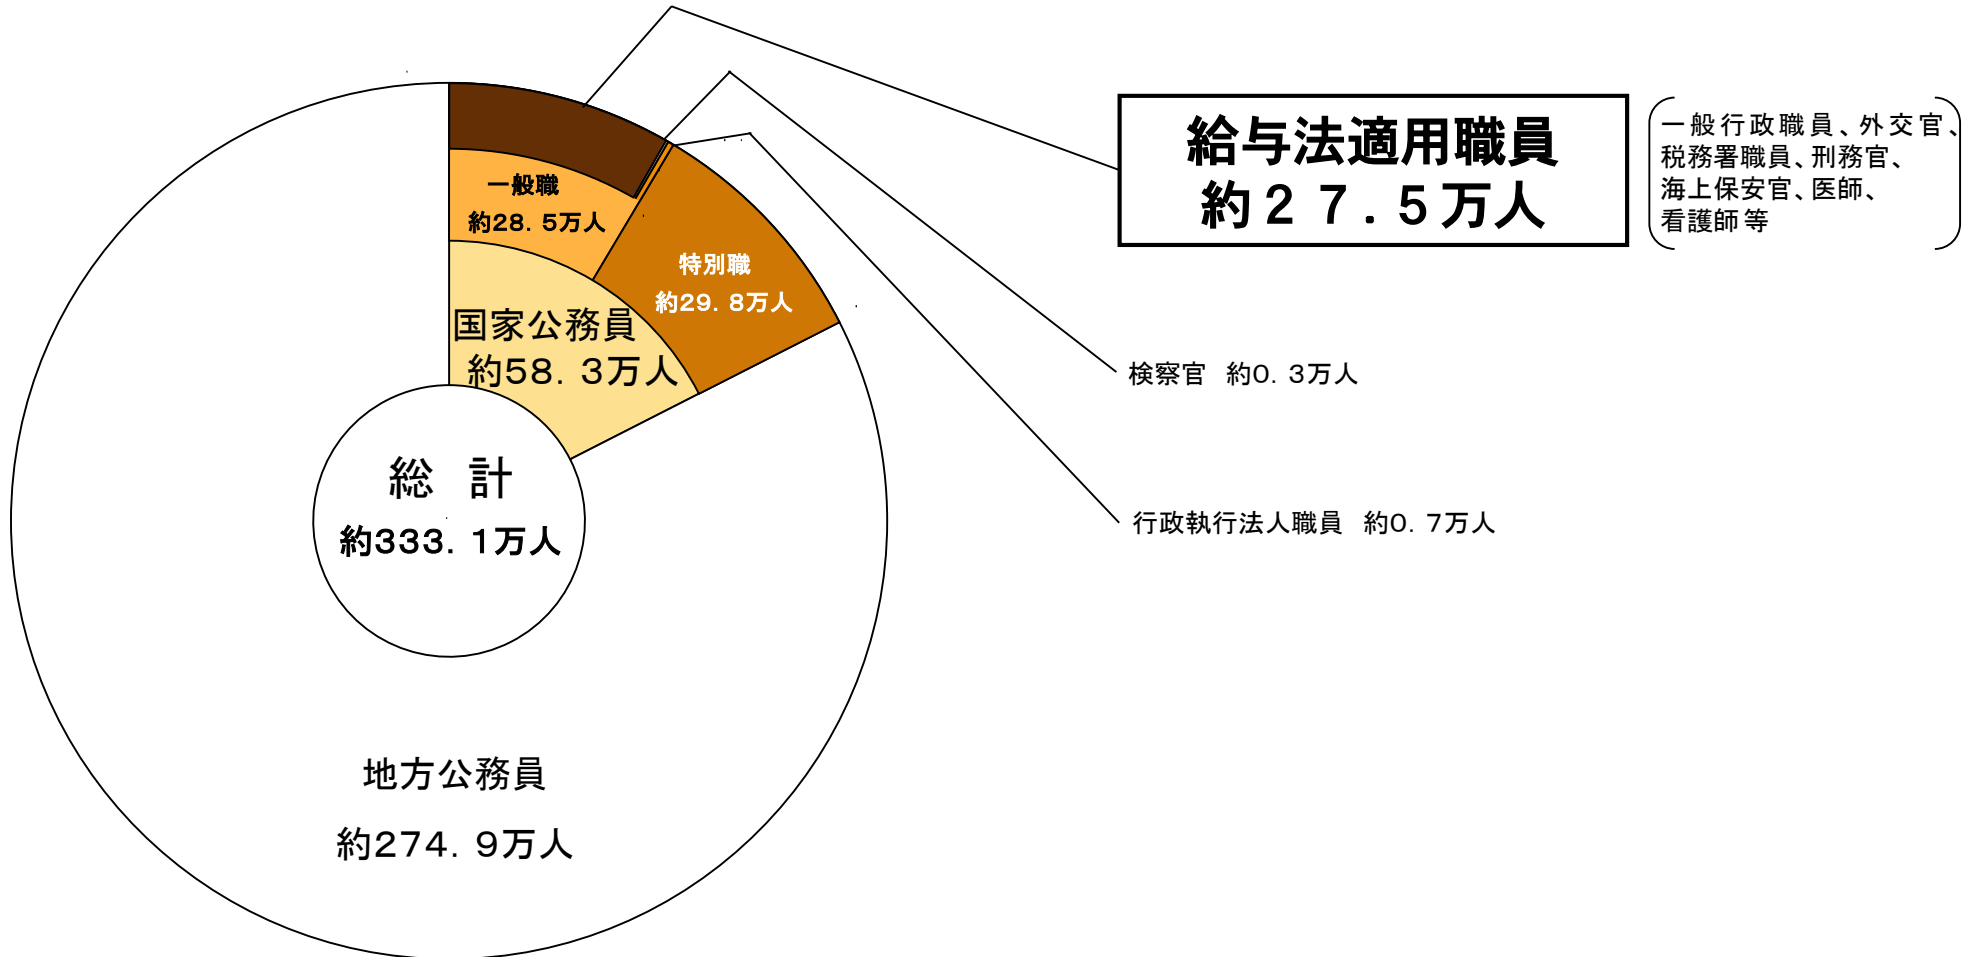 給与法適用職員
約２７．５万人
一般行政職員、外交官、
税務署職員、刑務官、
海上保安官、医師、
看護師等
一般職
約28．5万人
特別職
約29．8万人
国家公務員
約58．3万人
検察官　約0．3万人
行政執行法人職員　約0．7万人
総　計
約333．1万人
地方公務員
約274．9万人